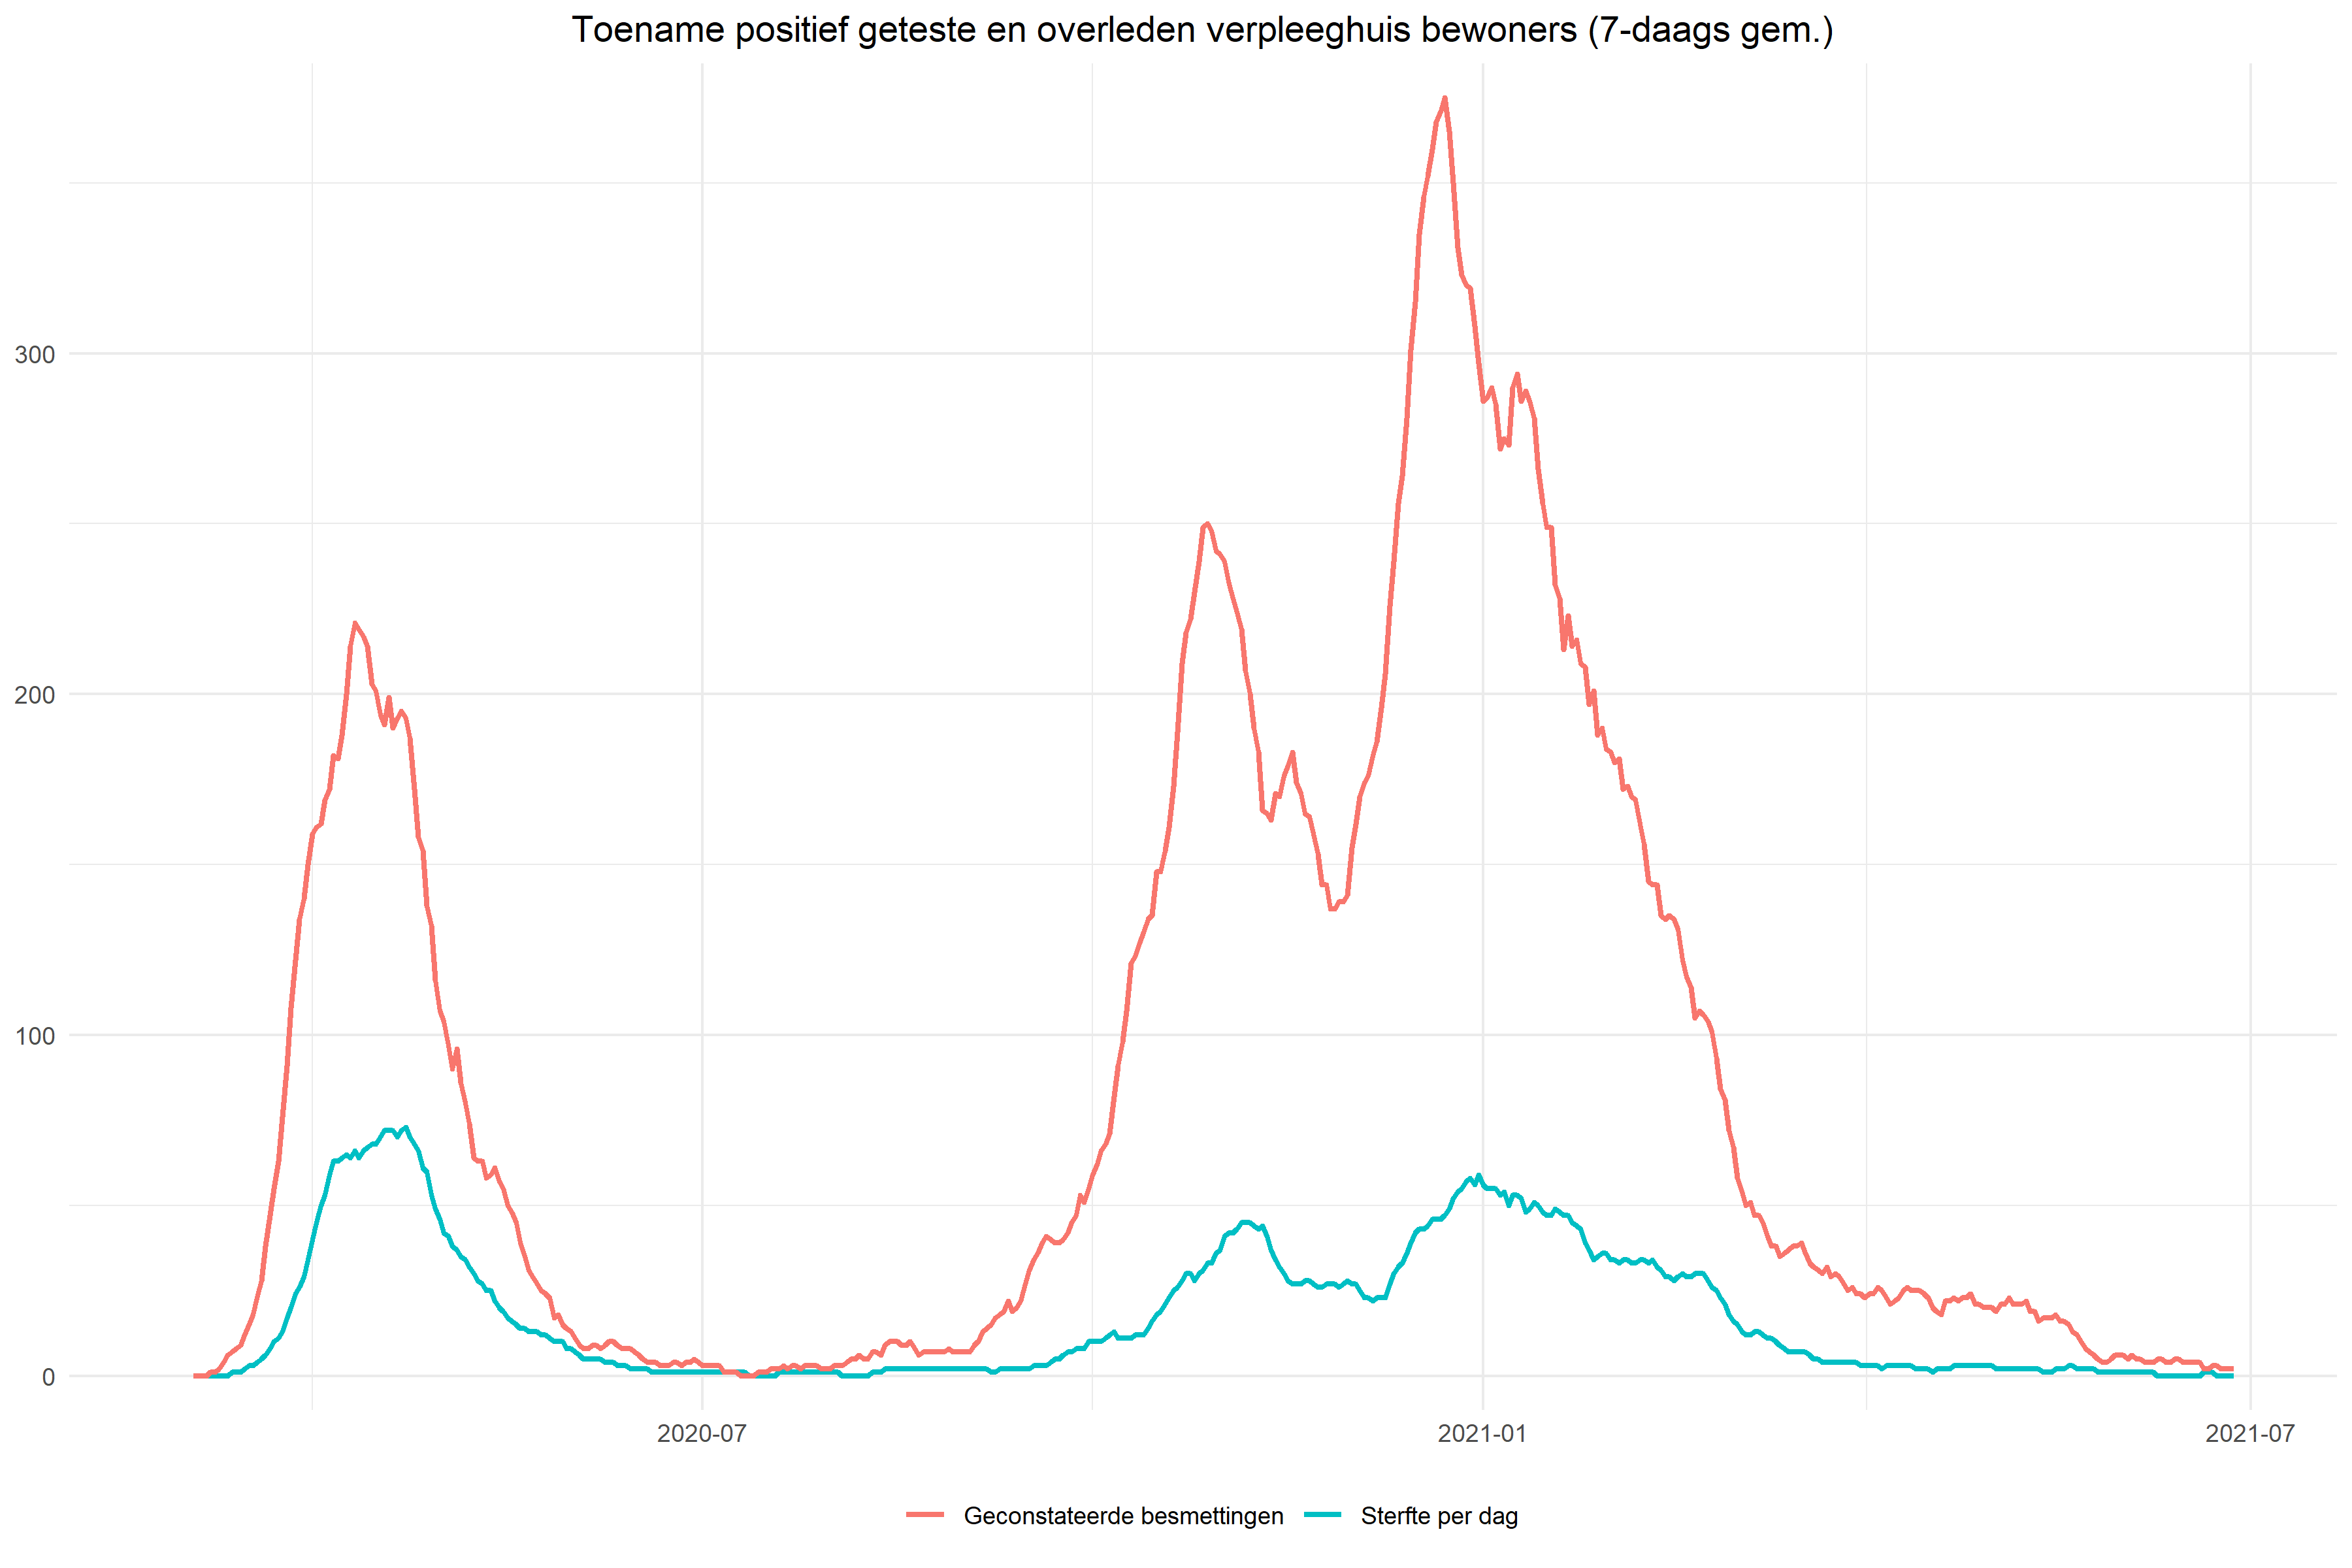 Toename positief geteste en overleden verpleeghuis bewoners (7-daags gem.)
300
200
100
0
2020-07 2021-01 2021-07
Geconstateerde besmettingen Sterfte per dag